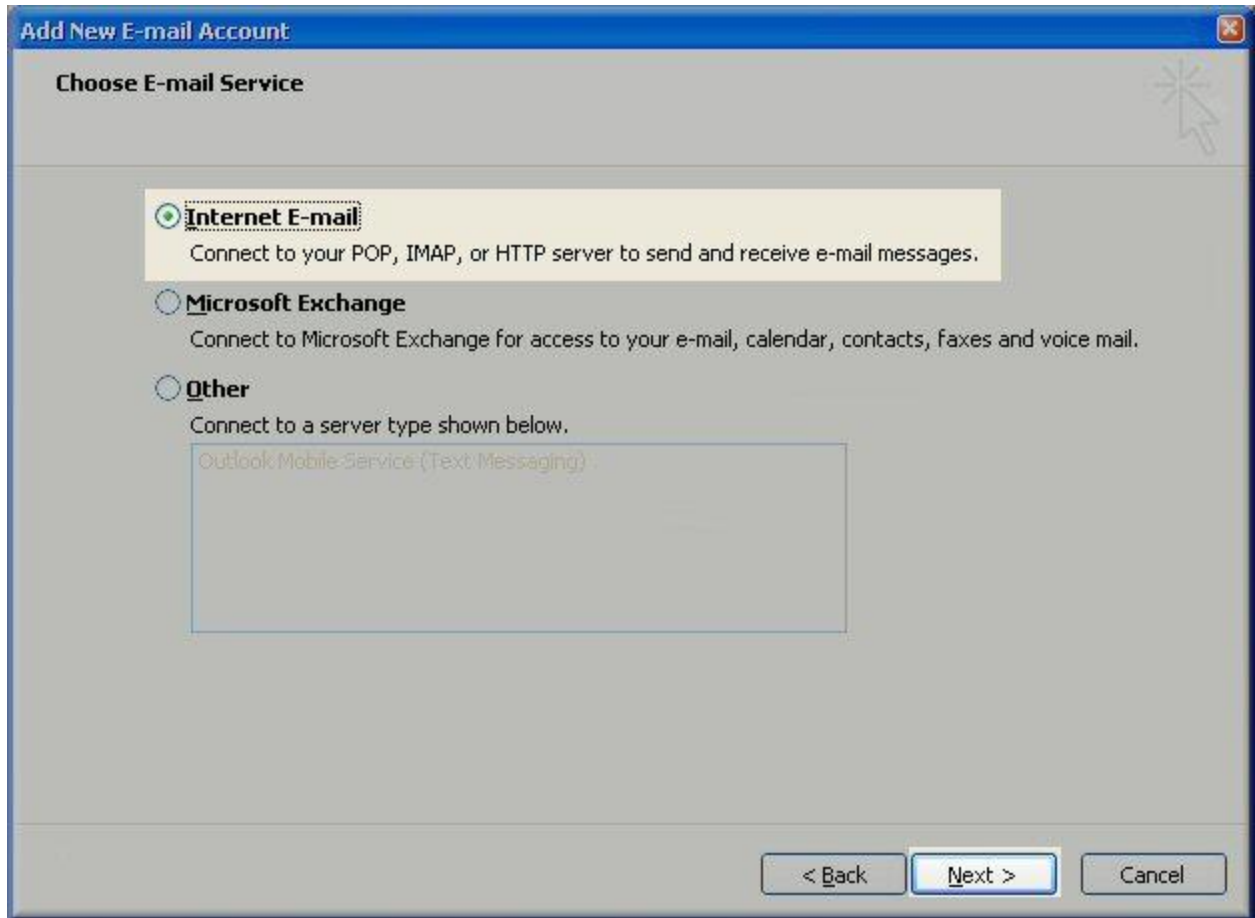 Add New E-mail Account
Choose E-mail Service
Internet E-mail
Connect to your POP, IMAP, or HTTP server to send and receive e-mail messages.
Microsoft Exchange
Connect to Microsoft Exchange for access to your e-mail, calendar, contacts, faxes and voice mail.
Other
Connect to a server type shown below.
Outlook Mobile Service (Text Messaging)
< Back Next > Cancel